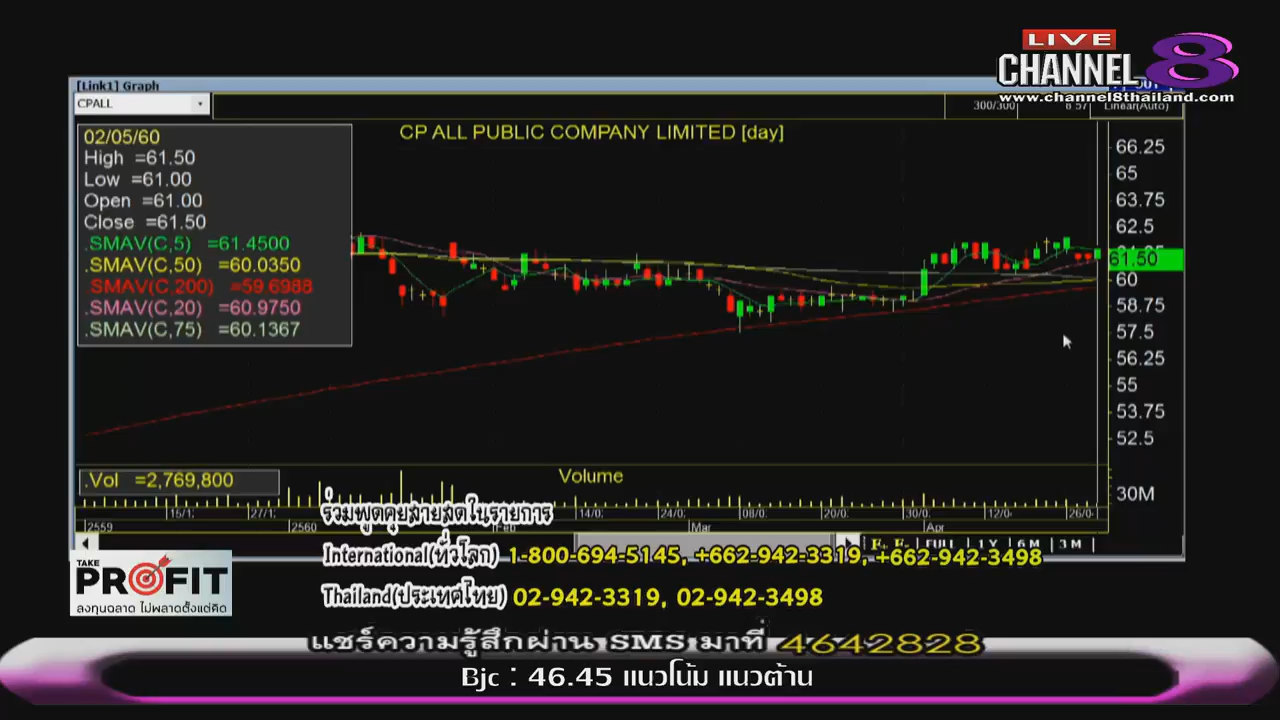 LIVE
CHANNEL 8
www.channel8thailand.com
[Link1] Graph
CPALL
300/300
Linear(Auto)
CP ALL PUBLIC COMPANY LIMITED [day]
02/05/60
High =61.50
Low =61.00
Open =61.00
Close =61.50
.SMAV(C,5) =61.4500
.SMAV(C,50) =60.0350
.SMAV(C,200) =59.6988
.SMAV(C,20) =60.9750
.SMAV(C,75) =60.1367
66.25
65
63.75
62.5
61.50
60
58.75
57.5
56.25
55
53.75
52.5
.Vol =2,769,800
Volume
30M
16/1
27/1
14/0
24/0
08/0
20/0
30/0
12/0
26/0
2559
2560
Feb
Mar
Apr
FULL
1 Y
6 M
3 M
ร่วมพูดคุยสายสดในรายการ
International(ทั่วโลก) 1-800-694-5145, +662-942-3319, +662-942-3498
Thailand(ประเทศไทย) 02-942-3319, 02-942-3498
TAKE
PROFIT
ลงทุนฉลาด ไม่พลาดตั้งแต่คิด
แชร์ความรู้สึกผ่าน SMS มาที่ 4642828
Bjc : 46.45 แนวโน้ม แนวต้าน